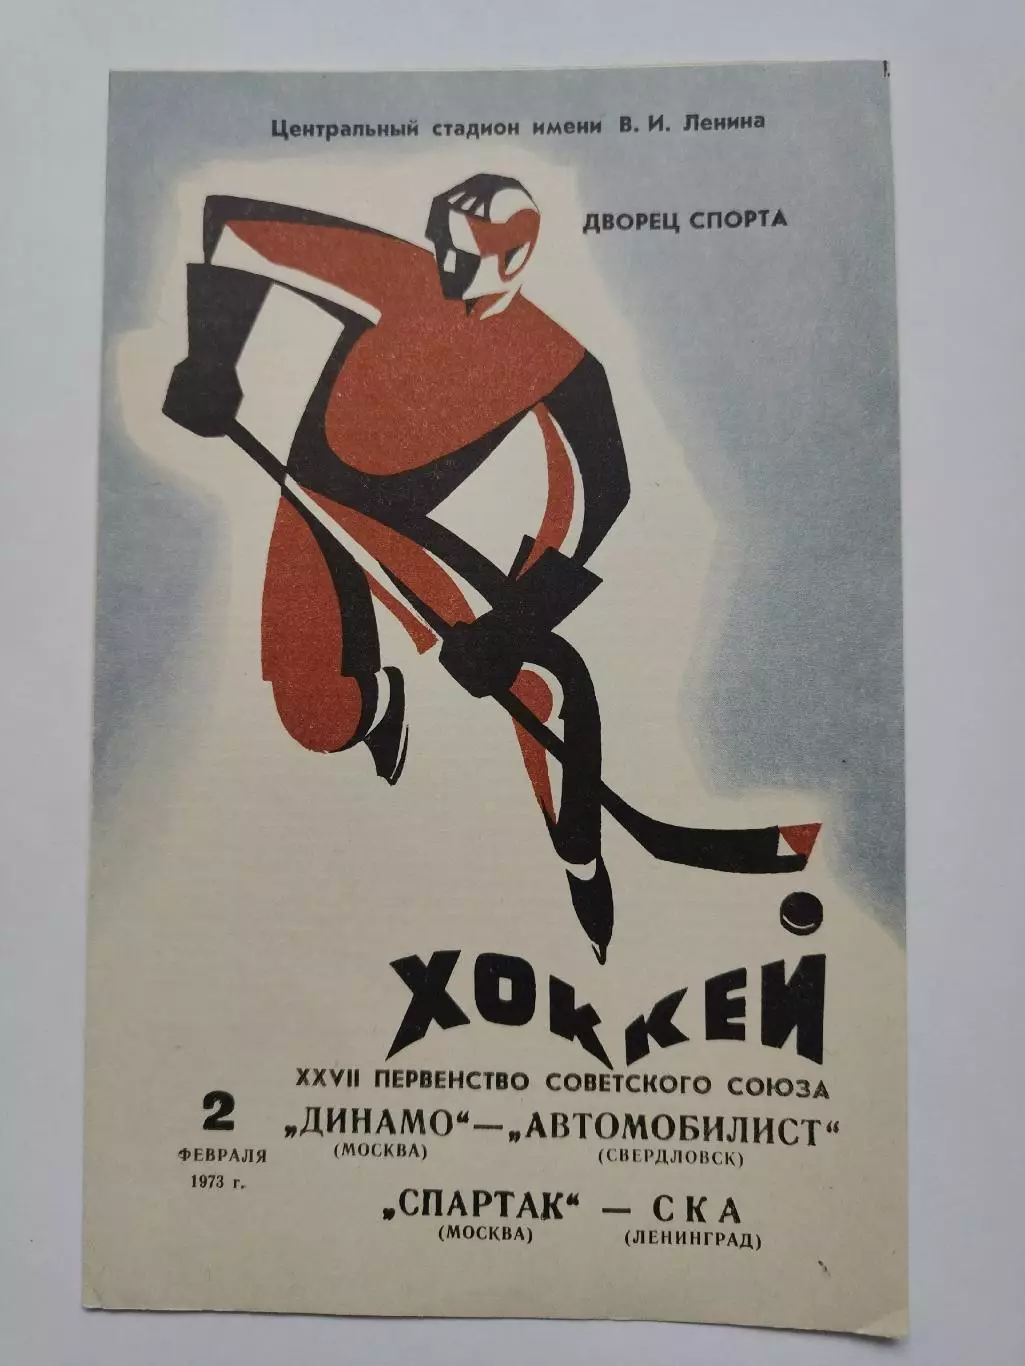 Центральный стадион имени В. И. Ленина
ДВОРЕЦ СПОРТА
ХОККЕЙ
XXVII ПЕРВЕНСТВО СОВЕТСКОГО СОЮЗА
2
ФЕВРАЛЯ
1973 г.
„ДИНАМО“ — „АВТОМОБИЛИСТ“
(МОСКВА) (СВЕРДЛОВСК)
„СПАРТАК“ — СКА
(МОСКВА) (ЛЕНИНГРАД)